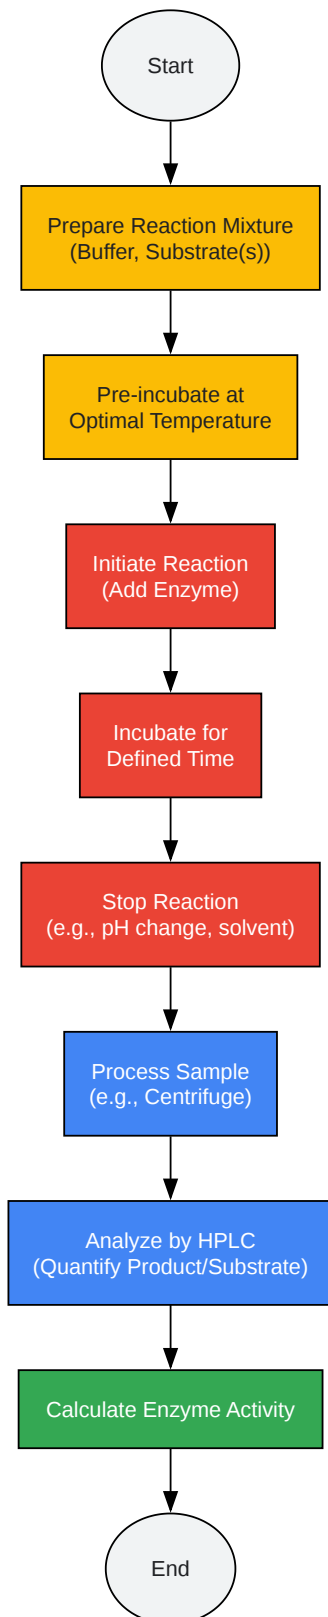 Start
Prepare Reaction Mixture
(Buffer, Substrate(s))
Pre-incubate at
Optimal Temperature
Initiate Reaction
(Add Enzyme)
Incubate for
Defined Time
Stop Reaction
(e.g., pH change, solvent)
Process Sample
(e.g., Centrifuge)
Analyze by HPLC
(Quantify Product/Substrate)
Calculate Enzyme Activity
End